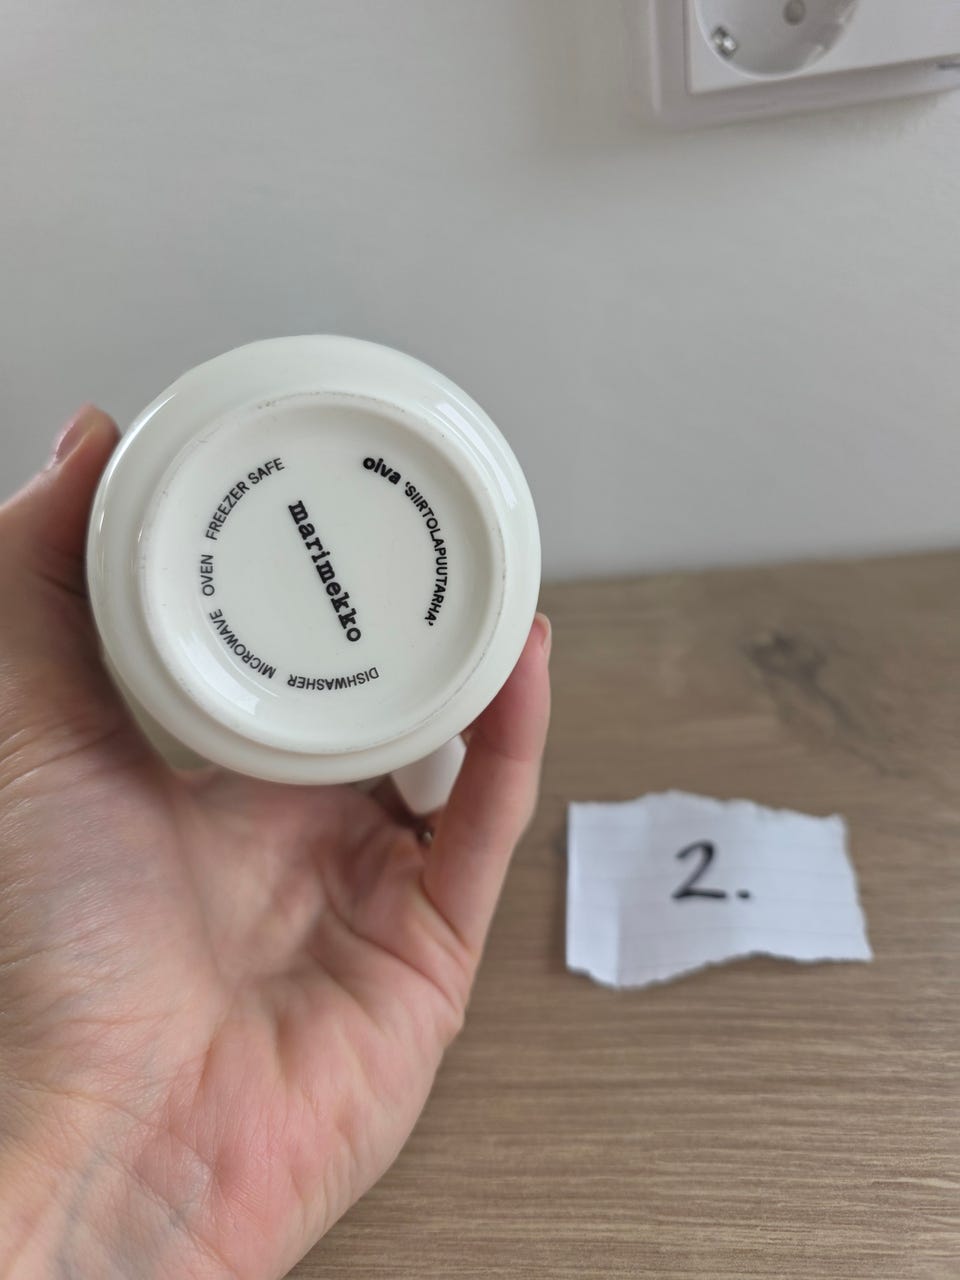 oiva 'SIIRTOLAPUUTARHA'
marimekko
DISHWASHER MICROWAVE OVEN FREEZER SAFE
2.